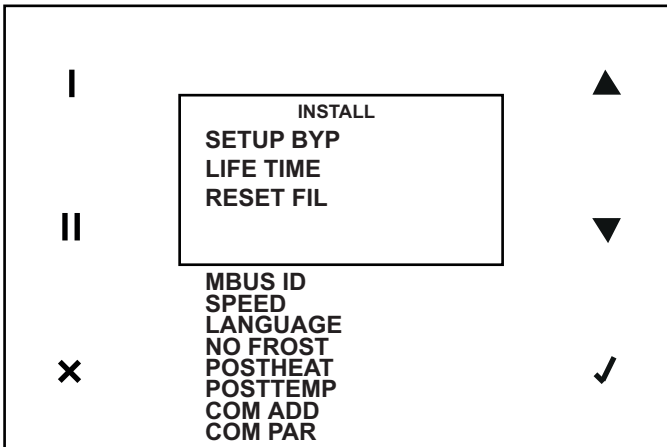 I
INSTALL
SETUP BYP
LIFE TIME
RESET FIL
II
MBUS ID
SPEED
LANGUAGE
NO FROST
POSTHEAT
POSTTEMP
COM ADD
COM PAR